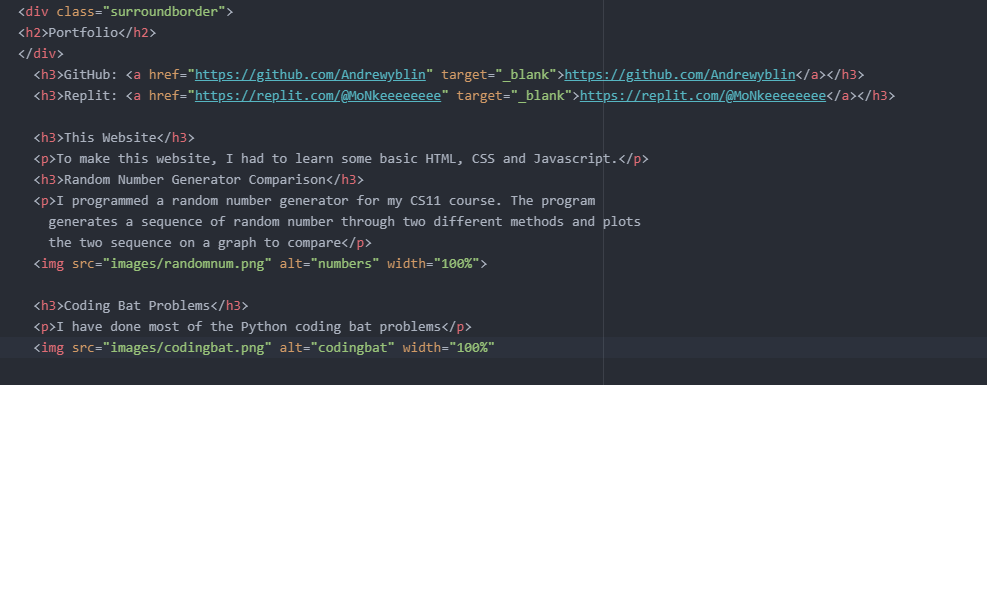 <div class="surroundborder">
<h2>Portfolio</h2>
</div>
<h3>GitHub: <a href="https://github.com/Andrewyblin" target="_blank">https://github.com/Andrewyblin</a></h3>
<h3>Replit: <a href="https://replit.com/@MoNkeeeeeeee" target="_blank">https://replit.com/@MoNkeeeeeeee</a></h3>
<h3>This Website</h3>
<p>To make this website, I had to learn some basic HTML, CSS and Javascript.</p>
<h3>Random Number Generator Comparison</h3>
<p>I programmed a random number generator for my CS11 course. The program
generates a sequence of random number through two different methods and plots
the two sequence on a graph to compare</p>
<img src="images/randomnum.png" alt="numbers" width="100%">
<h3>Coding Bat Problems</h3>
<p>I have done most of the Python coding bat problems</p>
<img src="images/codingbat.png" alt="codingbat" width="100%"